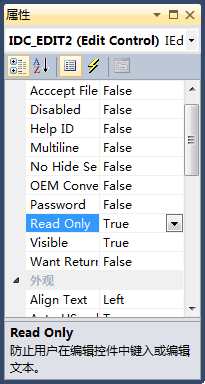 属性
IDC_EDIT2 (Edit Control) IEd
Acccept File False
Disabled False
Help ID False
Multiline False
No Hide Se False
OEM Conve False
Password False
Read Only True
Visible True
Want Return False
外观
Align Text Left
Read Only
防止用户在编辑控件中键入或编辑
文本。